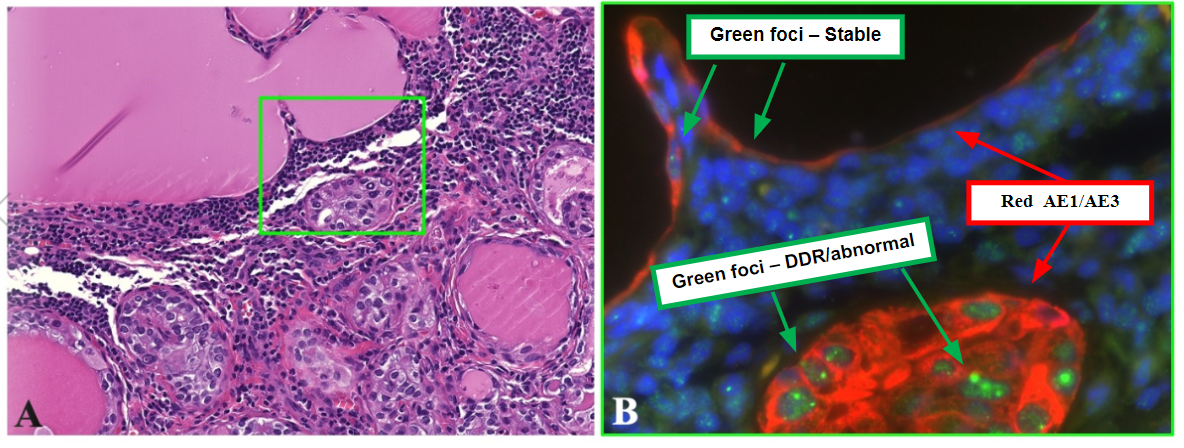 A
Green foci – Stable
Red AE1/AE3
Green foci – DDR/abnormal
B